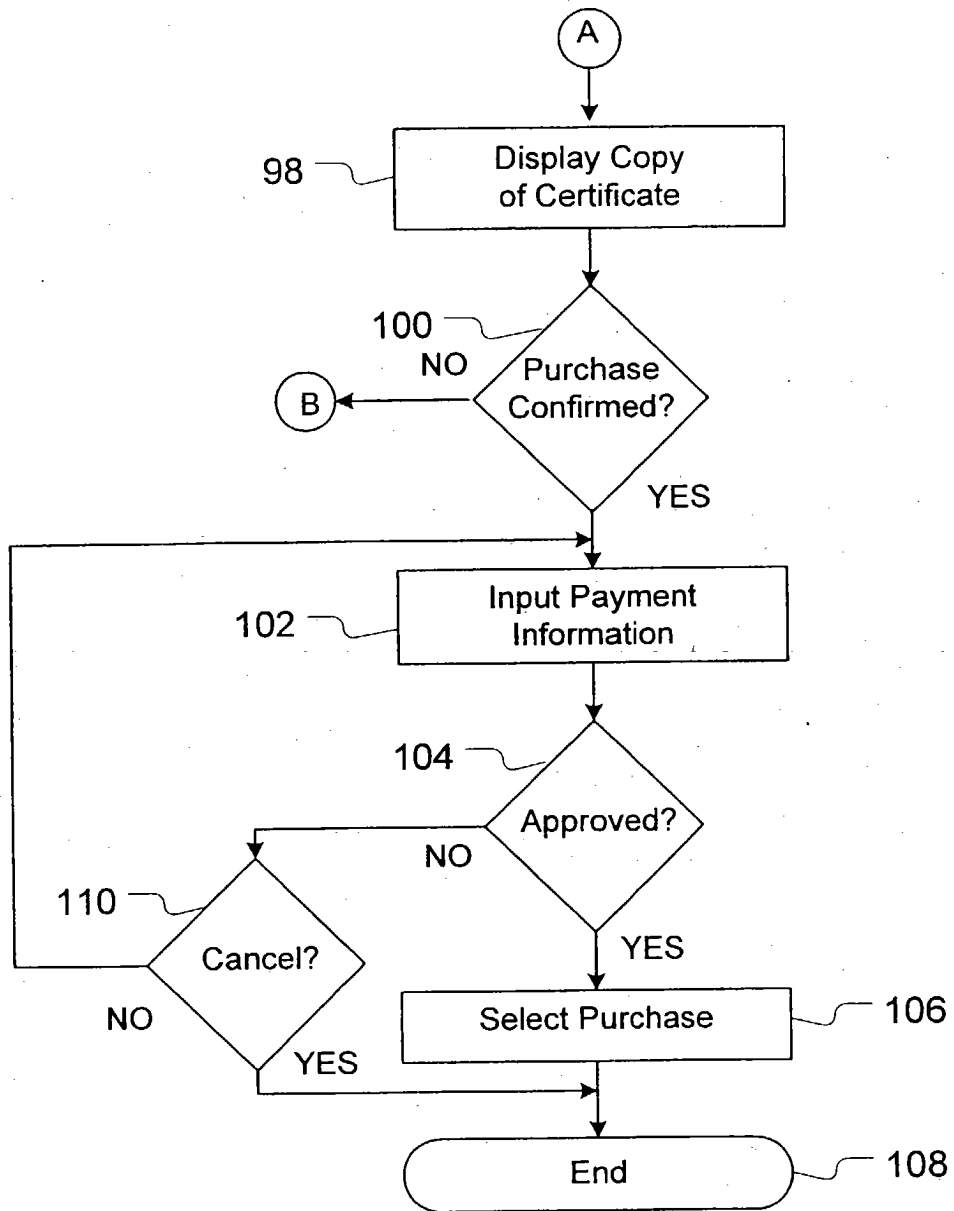 A
98
Display Copy
of Certificate
100
NO
Purchase
Confirmed?
B
YES
102
Input Payment
Information
104
Approved?
NO
110
YES
Cancel?
NO
Select Purchase
106
YES
End
108